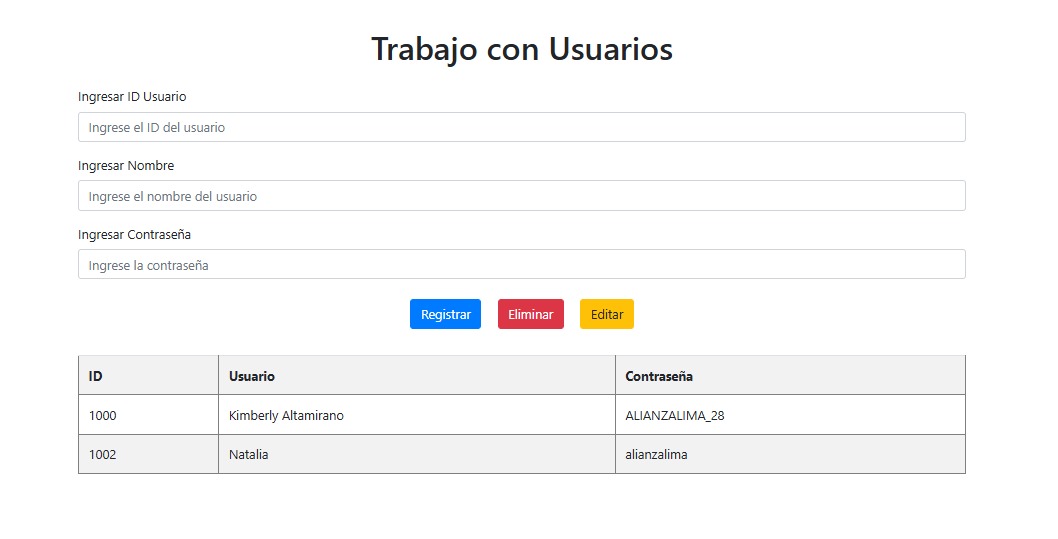 Trabajo con Usuarios
Ingresar ID Usuario
Ingrese el ID del usuario
Ingresar Nombre
Ingrese el nombre del usuario
Ingresar Contraseña
Ingrese la contraseña
Registrar Eliminar Editar
ID Usuario Contraseña
1000 Kimberly Altamirano ALIANZALIMA_28
1002 Natalia alianzalima